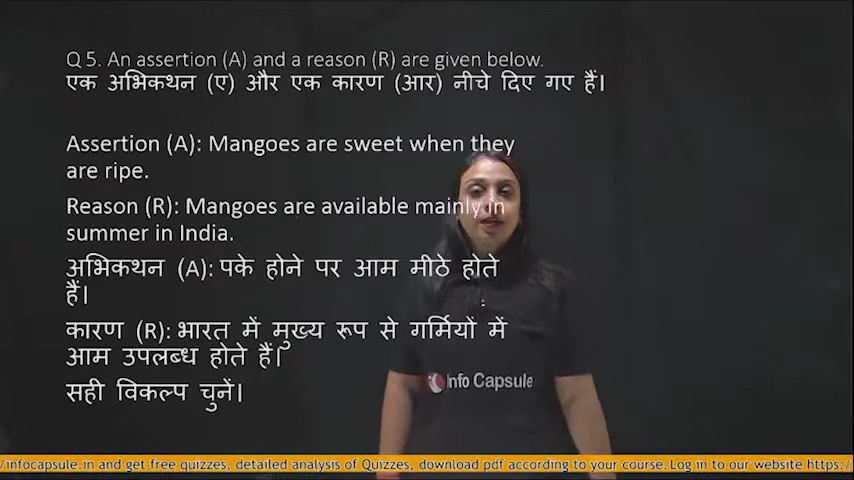 Q 5. An assertion (A) and a reason (R) are given below.
एक अभिकथन (ए) और एक कारण (आर) नीचे दिए गए हैं।
Assertion (A): Mangoes are sweet when they
are ripe.
Reason (R): Mangoes are available mainly in
summer in India.
अभिकथन (A): पके होने पर आम मीठे होते
हैं।
कारण (R): भारत में मुख्य रूप से गर्मियों में
आम उपलब्ध होते हैं।
सही विकल्प चुनें।
Info Capsule
/infocapsule.in and get free quizzes, detailed analysis of Quizzes, download pdf according to your course. Log in to our website https:/